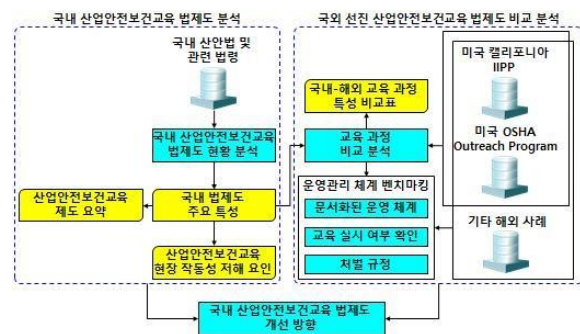 국내 산업안전보건교육 법제도 분석
국내 산안법 및
관련 법령
국내 산업안전보건교육
법제도 현황 분석
산업안전보건교육
제도 요약
국내 법제도
주요 특성
산업안전보건교육
현장 작동성 저해 요인
국외 선진 산업안전보건교육 법제도 비교 분석
국내-해외 교육 과정
특성 비교표
교육 과정
비교 분석
운영관리 체계 벤치마킹
문서화된 운영 체계
교육 실시 여부 확인
처벌 규정
미국 캘리포니아
IIPP
미국 OSHA
Outreach Program
기타 해외 사례
국내 산업안전보건교육 법제도
개선 방향